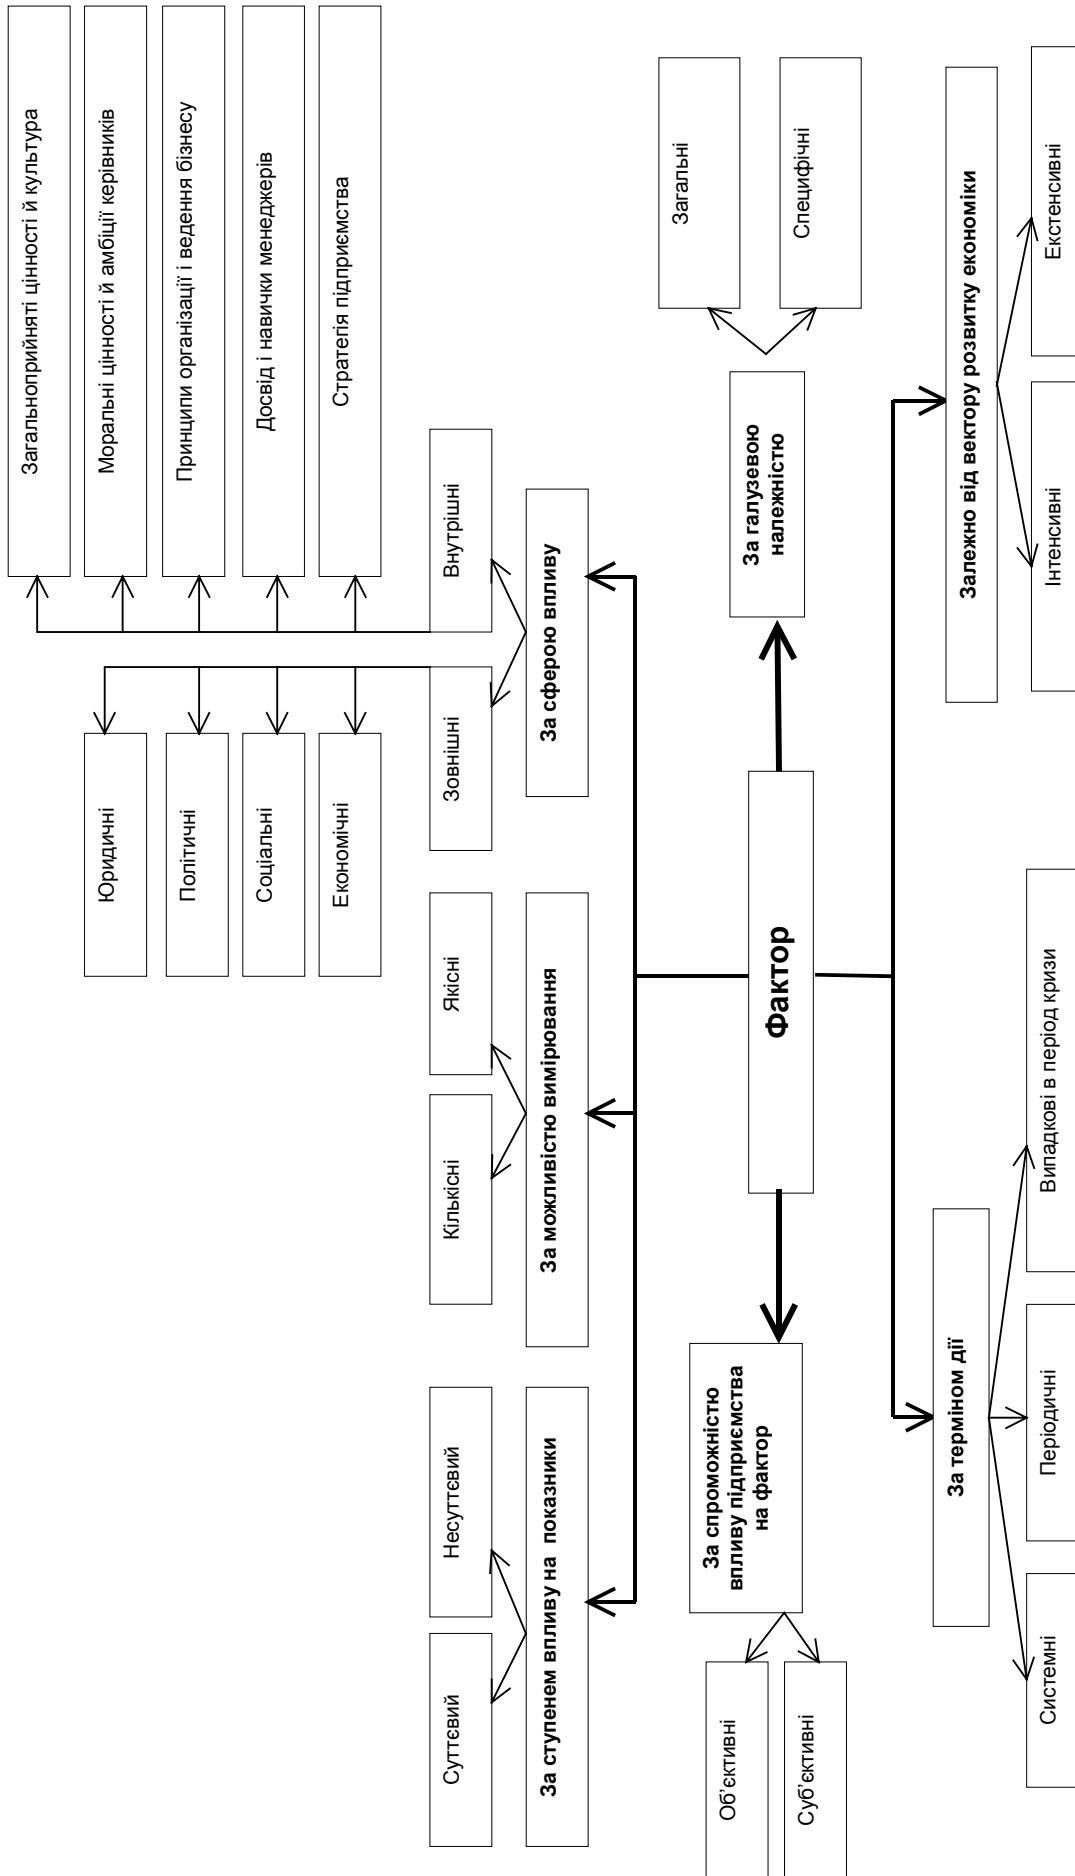 Загальноприйняті цінності й культура
Юридичні
Моральні цінності й амбіції керівників
Політичні
Принципи організації і ведення бізнесу
Соціальні
Досвід і навички менеджерів
Економічні
Стратегія підприємства
Суттєвий
Несуттєвий
Кількісні
Якісні
Зовнішні
Внутрішні
За ступенем впливу на показники
За можливістю вимірювання
За сферою впливу
Об'єктивні
Суб'єктивні
За спроможністю
впливу підприємства
на фактор
Фактор
За галузевою
належністю
Загальні
Специфічні
За терміном дії
Залежно від вектору розвитку економіки
Системні
Періодичні
Випадкові в період кризи
Інтенсивні
Екстенсивні